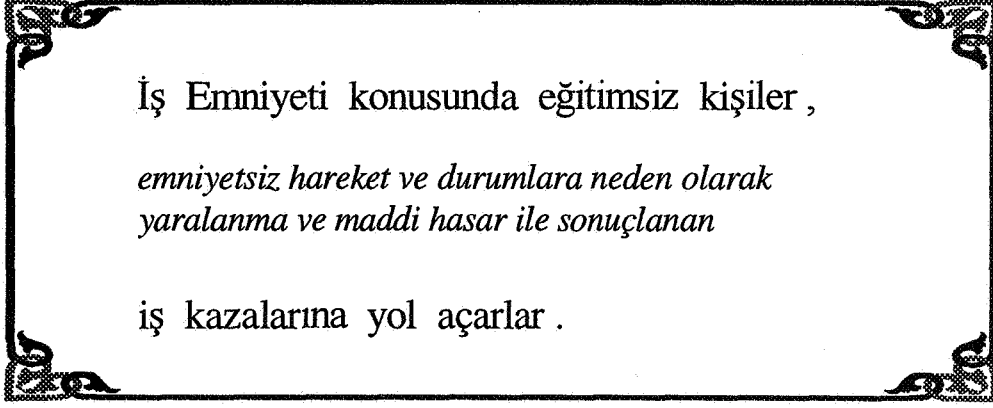 İş Emniyeti konusunda eğitimsiz kişiler ,
emniyetsiz hareket ve durumlara neden olarak
yaralanma ve maddi hasar ile sonuçlanan
iş kazalarına yol açarlar .